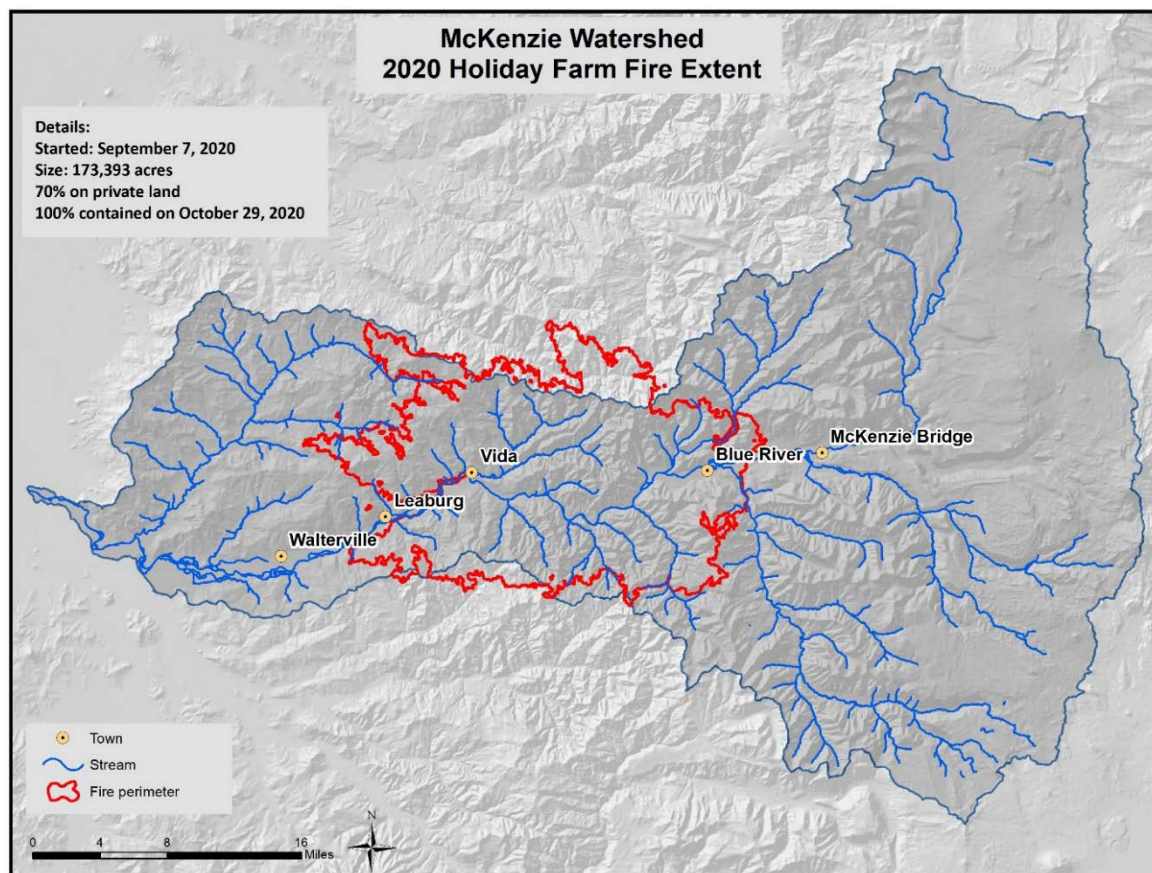 McKenzie Watershed
2020 Holiday Farm Fire Extent
Details:
Started: September 7, 2020
Size: 173,393 acres
70% on private land
100% contained on October 29, 2020
McKenzie Bridge
Blue River
Vida
Leaburg
Walterville
Town
Stream
Fire perimeter
N
0 4 8 16
Miles